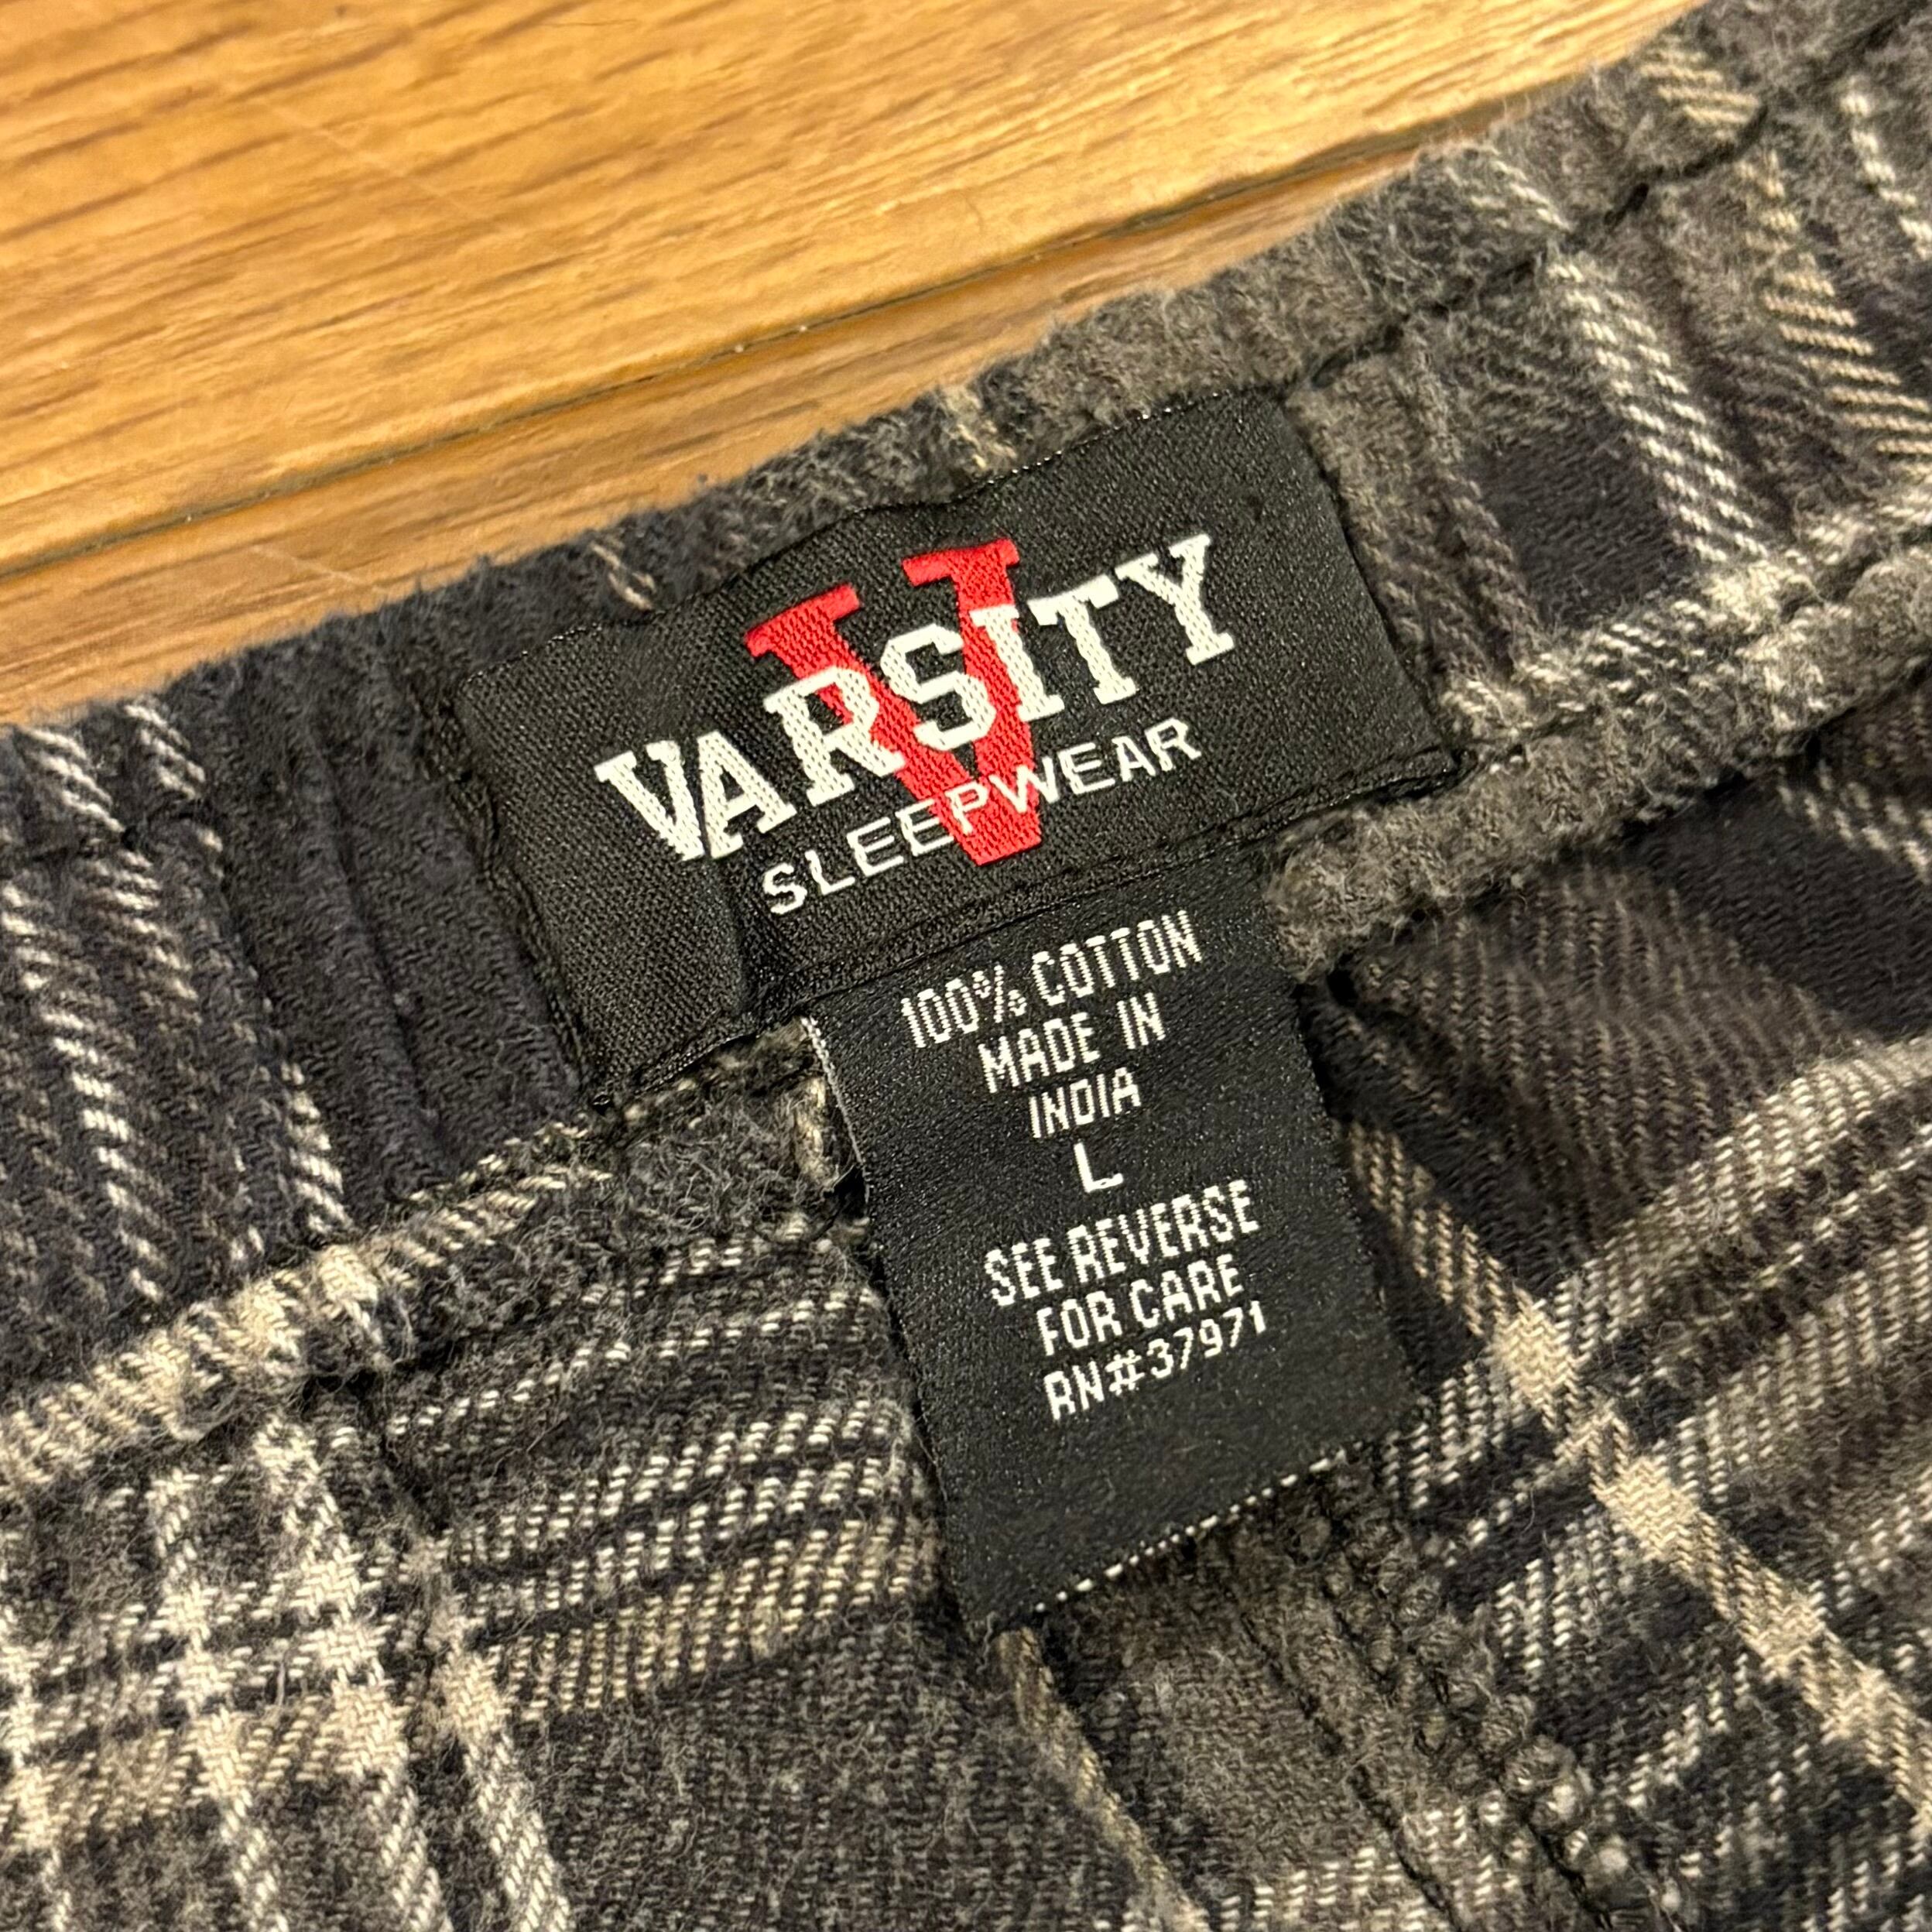 V
VARSITY
SLEEPWEAR
100% COTTON
MADE IN
INDIA
L
SEE REVERSE
FOR CARE
RN#37971